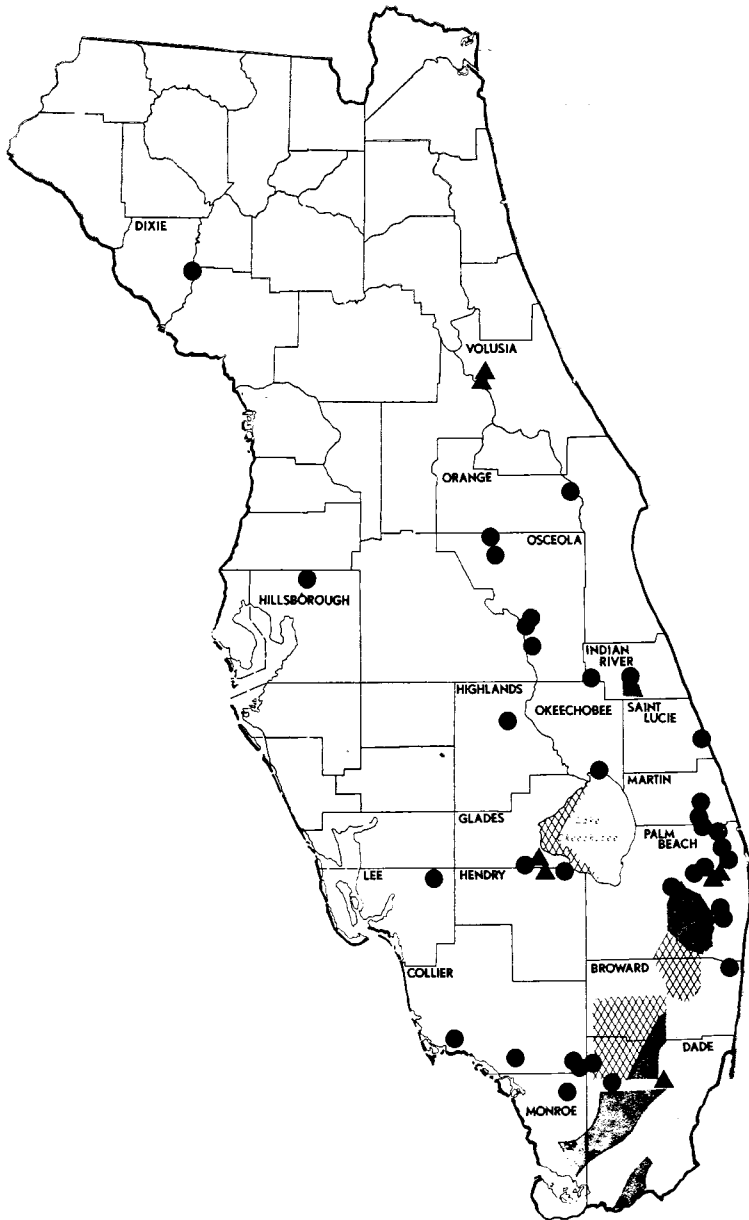 DIXIE
VOLUSIA
ORANGE
OSCEOLA
HILLSBOROUGH
INDIAN
RIVER
HIGHLANDS
OKEECHOBEE
SAINT
LUCIE
MARTIN
GLADES
Lake
PALM
BEACH
LEE
HENDRY
COLLIER
BROWARD
DADE
MONROE